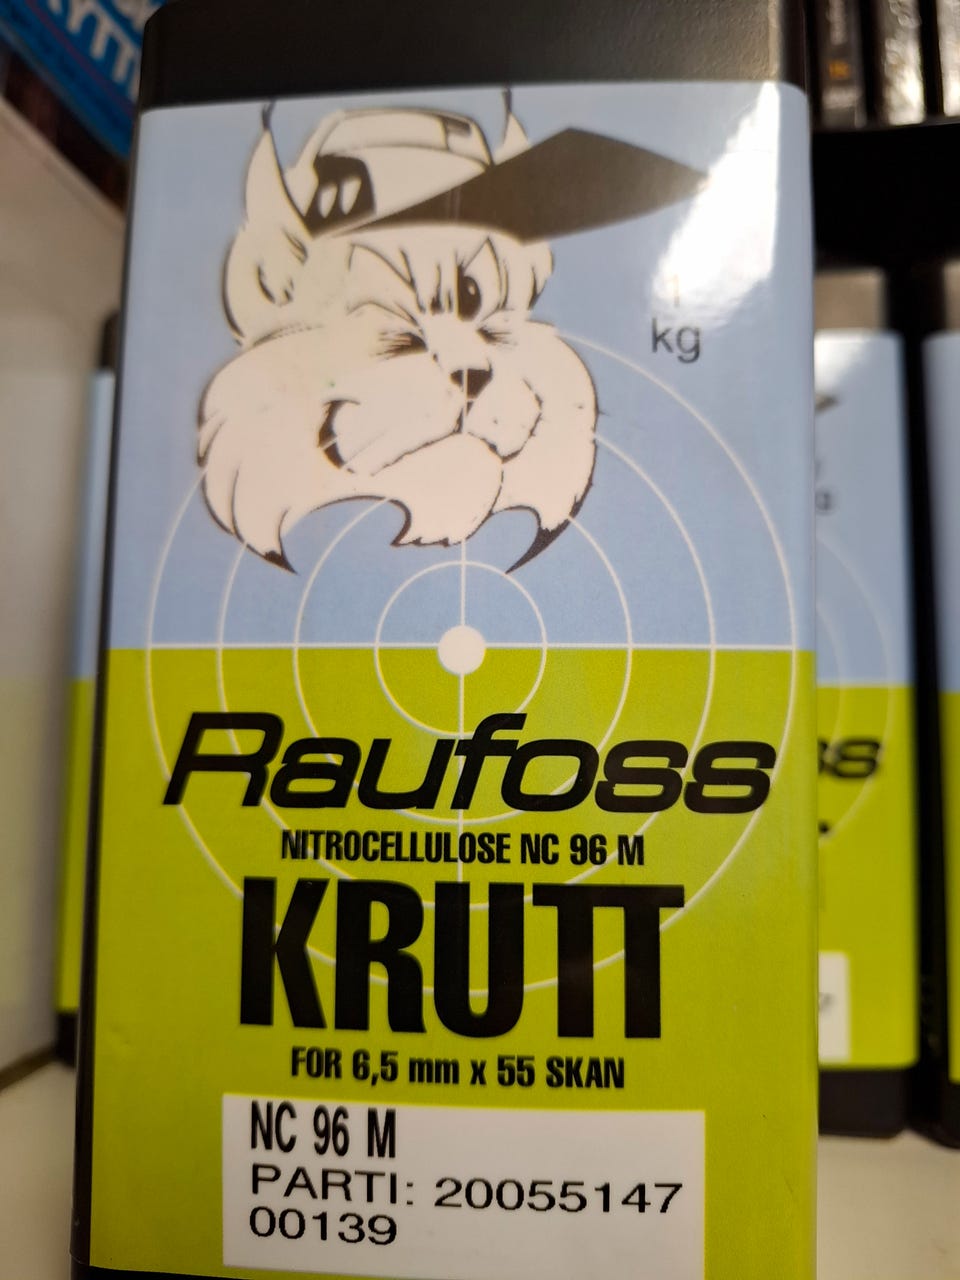 1
kg
Raufoss
NITROCELLULOSE NC 96 M
KRUTT
FOR 6,5 mm x 55 SKAN
NC 96 M
PARTI: 20055147
00139